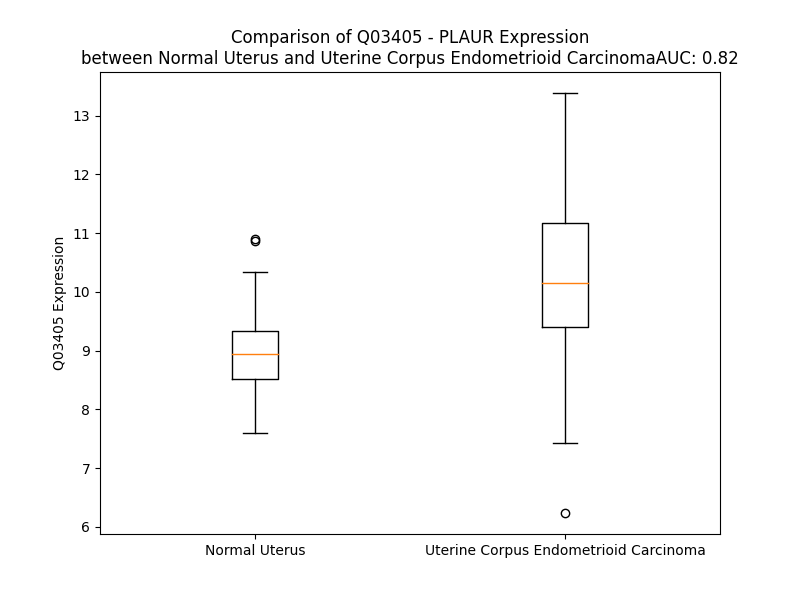 Comparison of Q03405 - PLAUR Expression
between Normal Uterus and Uterine Corpus Endometrioid CarcinomaAUC: 0.82
13
12
11
10
9
8
7
6
Q03405 Expression
Normal Uterus
Uterine Corpus Endometrioid Carcinoma